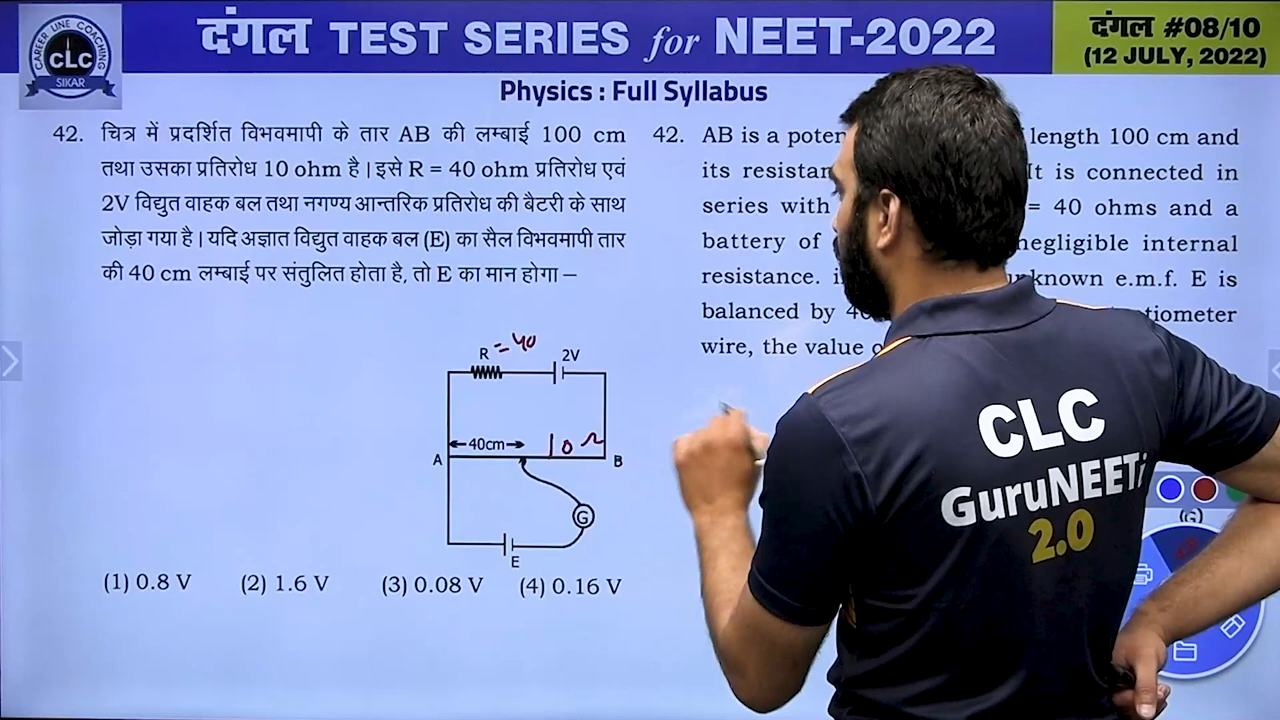 दंगल TEST SERIES for NEET-2022
दंगल #08/10
(12 JULY, 2022)
CAREER LINE COACHING
CLC
SIKAR
Physics : Full Syllabus
42. चित्र में प्रदर्शित विभवमापी के तार AB की लम्बाई 100 cm
तथा उसका प्रतिरोध 10 ohm है। इसे R = 40 ohm प्रतिरोध एवं
2V विद्युत वाहक बल तथा नगण्य आन्तरिक प्रतिरोध की बैटरी के साथ
जोड़ा गया है। यदि अज्ञात विद्युत वाहक बल (E) का सैल विभवमापी तार
की 40 cm लम्बाई पर संतुलित होता है, तो E का मान होगा –
R = 40
2V
40cm
10 Ω
A
B
G
E
(1) 0.8 V (2) 1.6 V (3) 0.08 V (4) 0.16 V
42. AB is a length 100 cm and
its It is connected in
series with = 40 ohms and a
battery of negligible internal
resistance. e.m.f. E is
balanced by
wire, the value
CLC
GuruNEETi
2.0
(G)